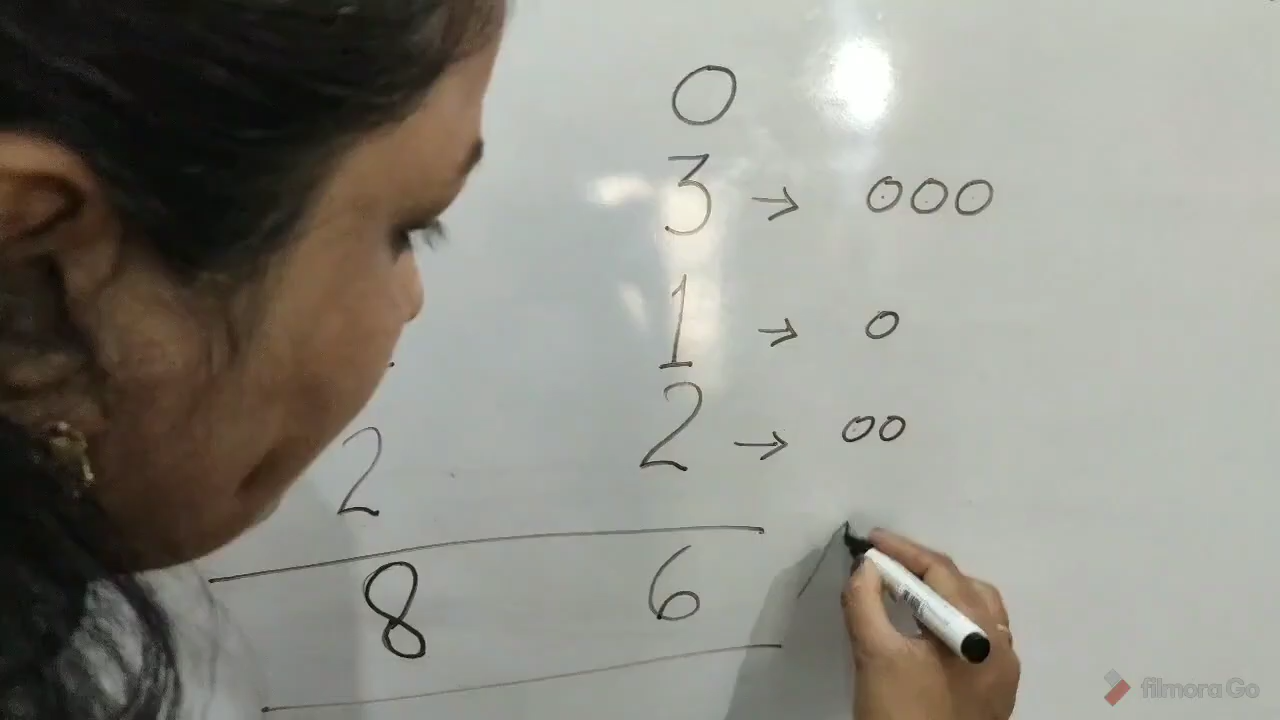 0
3 → 000
1 → 0
2 2 → 00
8 6
filmora Go